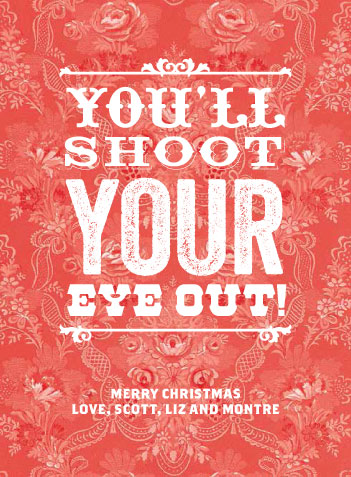 YOU'LL
SHOOT
YOUR
EYE OUT!
MERRY CHRISTMAS
LOVE, SCOTT, LIZ AND MONTRE